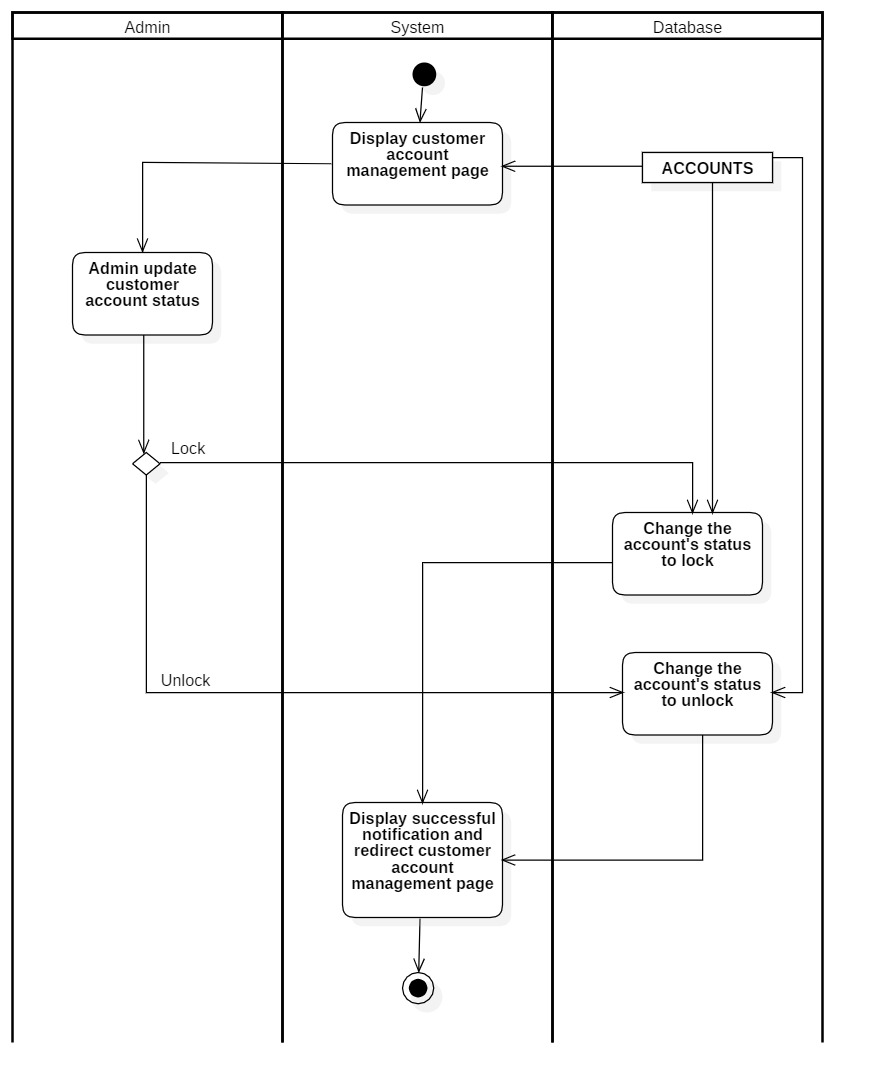 Admin
System
Database
Display customer
account
management page
ACCOUNTS
Admin update
customer
account status
Lock
Change the
account's status
to lock
Unlock
Change the
account's status
to unlock
Display successful
notification and
redirect customer
account
management page